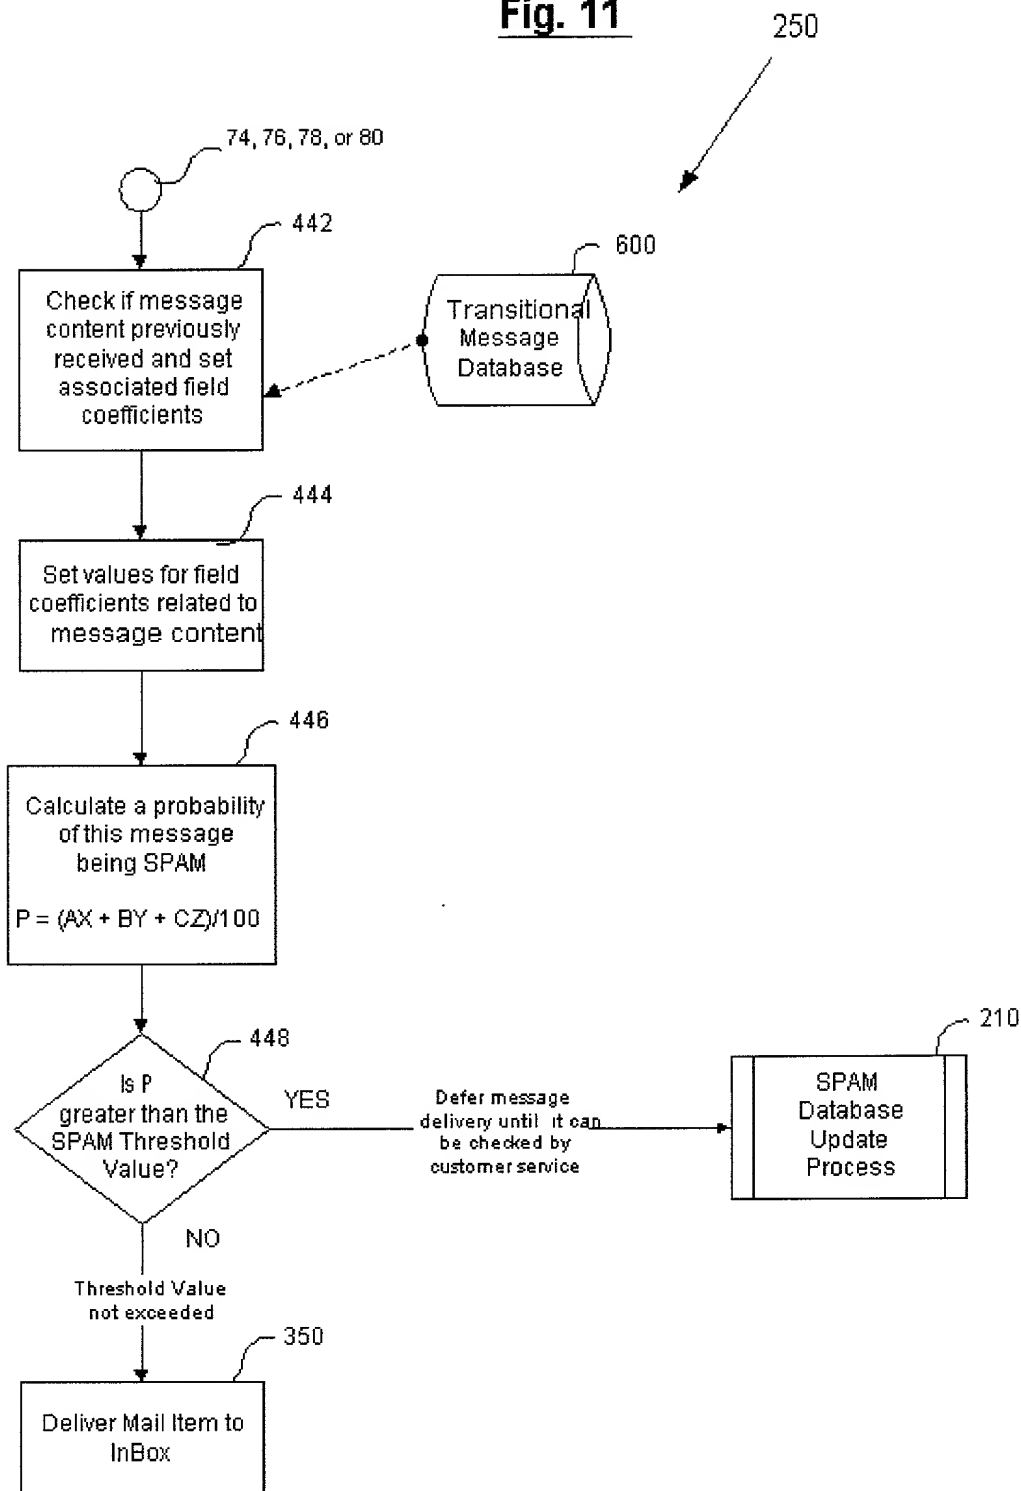 Fig. 11
250
74, 76, 78, or 80
442
600
Check if message
content previously
received and set
associated field
coefficients
Transitional
Message
Database
444
Set values for field
coefficients related to
message content
446
Calculate a probability
of this message
being SPAM
P = (AX + BY + CZ)/100
448
Is P
greater than the
SPAM Threshold
Value?
YES
Defer message
delivery until it can
be checked by
customer service
210
SPAM
Database
Update
Process
NO
Threshold Value
not exceeded
350
Deliver Mail Item to
InBox